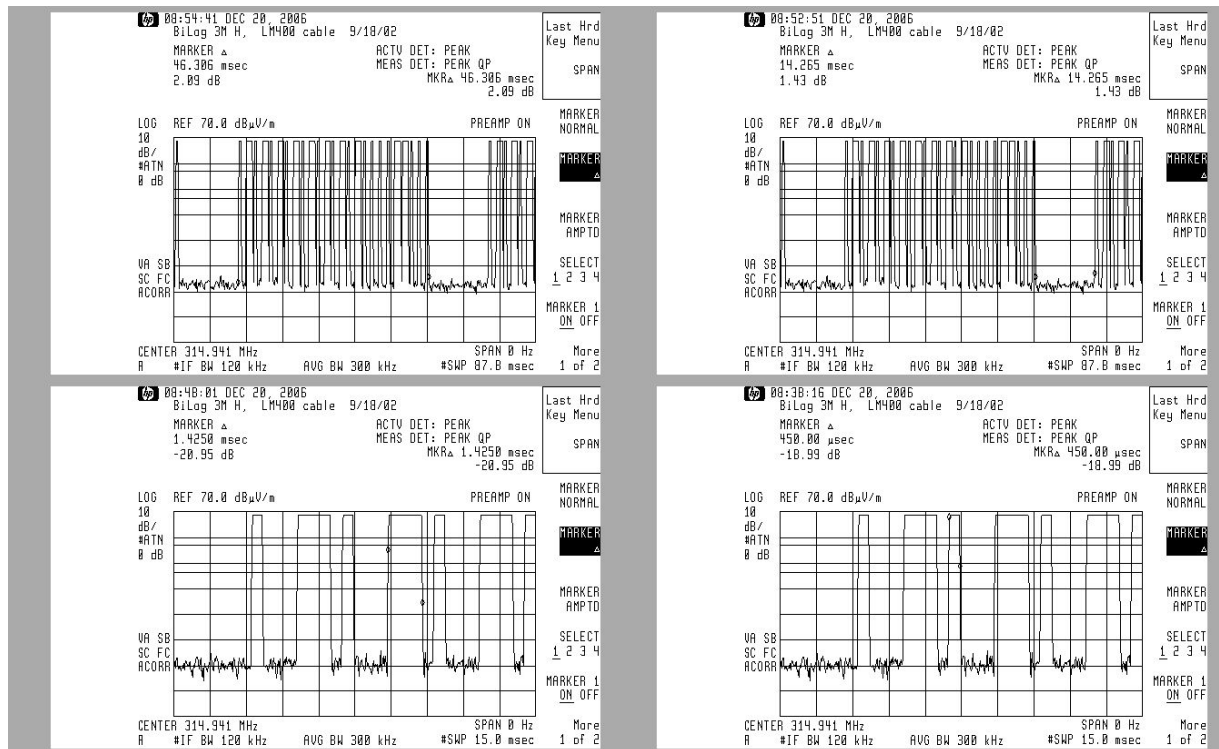 hp 08:54:41 DEC 20, 2006
BiLog 3M H, LM400 cable 9/18/02
MARKER △
46.306 msec
2.09 dB
ACTV DET: PEAK
MEAS DET: PEAK QP
MKR△ 46.306 msec
2.09 dB
LOG REF 70.0 dBµV/m PREAMP ON
10
dB/
#ATN
0 dB
VA SB
SC FC
ACORR
CENTER 314.941 MHz SPAN 0 Hz
R #IF BW 120 kHz AVG BW 300 kHz #SWP 87.8 msec
Last Hrd
Key Menu
SPAN
MARKER
NORMAL
MARKER
△
MARKER
AMPTD
SELECT
1 2 3 4
MARKER 1
ON OFF
More
1 of 2
hp 08:52:51 DEC 20, 2006
BiLog 3M H, LM400 cable 9/18/02
MARKER △
14.265 msec
1.43 dB
ACTV DET: PEAK
MEAS DET: PEAK QP
MKR△ 14.265 msec
1.43 dB
LOG REF 70.0 dBµV/m PREAMP ON
10
dB/
#ATN
0 dB
VA SB
SC FC
ACORR
CENTER 314.941 MHz SPAN 0 Hz
R #IF BW 120 kHz AVG BW 300 kHz #SWP 87.8 msec
Last Hrd
Key Menu
SPAN
MARKER
NORMAL
MARKER
△
MARKER
AMPTD
SELECT
1 2 3 4
MARKER 1
ON OFF
More
1 of 2
hp 08:48:01 DEC 20, 2006
BiLog 3M H, LM400 cable 9/18/02
MARKER △
1.4250 msec
-20.95 dB
ACTV DET: PEAK
MEAS DET: PEAK QP
MKR△ 1.4250 msec
-20.95 dB
LOG REF 70.0 dBµV/m PREAMP ON
10
dB/
#ATN
0 dB
VA SB
SC FC
ACORR
CENTER 314.941 MHz SPAN 0 Hz
R #IF BW 120 kHz AVG BW 300 kHz #SWP 15.0 msec
Last Hrd
Key Menu
SPAN
MARKER
NORMAL
MARKER
△
MARKER
AMPTD
SELECT
1 2 3 4
MARKER 1
ON OFF
More
1 of 2
hp 08:38:16 DEC 20, 2006
BiLog 3M H, LM400 cable 9/18/02
MARKER △
450.00 µsec
-18.99 dB
ACTV DET: PEAK
MEAS DET: PEAK QP
MKR△ 450.00 µsec
-18.99 dB
LOG REF 70.0 dBµV/m PREAMP ON
10
dB/
#ATN
0 dB
VA SB
SC FC
ACORR
CENTER 314.941 MHz SPAN 0 Hz
R #IF BW 120 kHz AVG BW 300 kHz #SWP 15.0 msec
Last Hrd
Key Menu
SPAN
MARKER
NORMAL
MARKER
△
MARKER
AMPTD
SELECT
1 2 3 4
MARKER 1
ON OFF
More
1 of 2